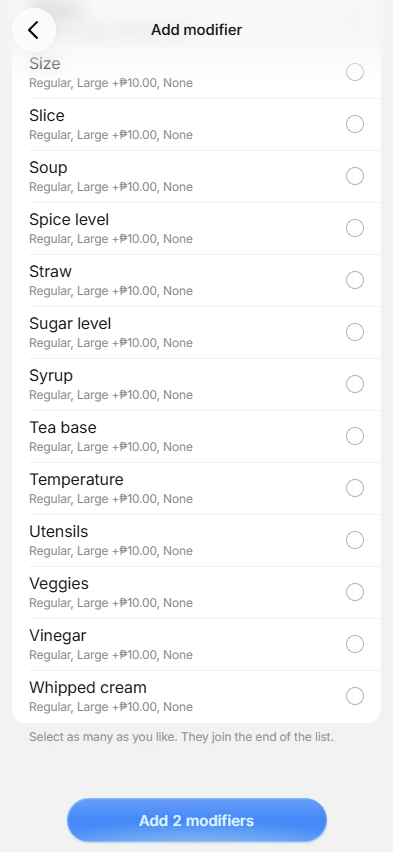 Add modifier
Size
Regular, Large +₱10.00, None
Slice
Regular, Large +₱10.00, None
Soup
Regular, Large +₱10.00, None
Spice level
Regular, Large +₱10.00, None
Straw
Regular, Large +₱10.00, None
Sugar level
Regular, Large +₱10.00, None
Syrup
Regular, Large +₱10.00, None
Tea base
Regular, Large +₱10.00, None
Temperature
Regular, Large +₱10.00, None
Utensils
Regular, Large +₱10.00, None
Veggies
Regular, Large +₱10.00, None
Vinegar
Regular, Large +₱10.00, None
Whipped cream
Regular, Large +₱10.00, None
Select as many as you like. They join the end of the list.
Add 2 modifiers